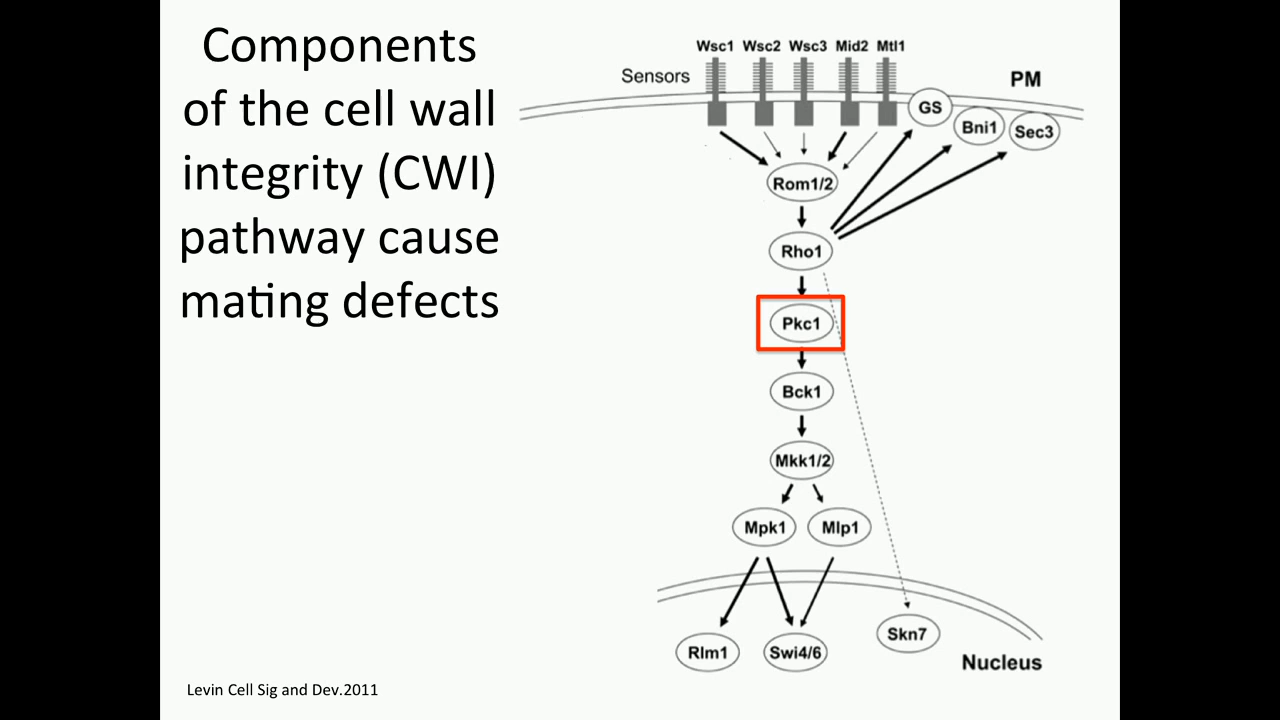 Components
of the cell wall
integrity (CWI)
pathway cause
mating defects
Wsc1 Wsc2 Wsc3 Mid2 Mtl1
Sensors
PM
GS
Bni1
Sec3
Rom1/2
Rho1
Pkc1
Bck1
Mkk1/2
Mpk1
Mlp1
Rlm1
Swi4/6
Skn7
Nucleus
Levin Cell Sig and Dev.2011